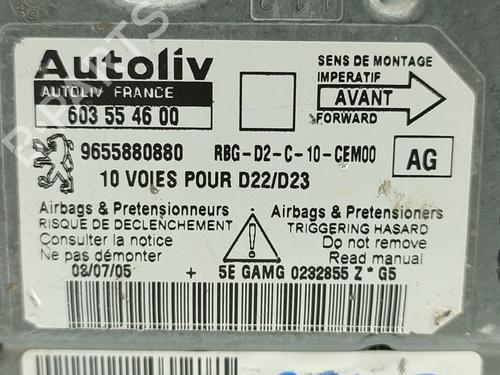 Autoliv
AUTOLIV FRANCE
603 55 46 00
SENS DE MONTAGE
IMPERATIF
AVANT
FORWARD
9655880880
RBG-D2-C-10-CEM00
AG
10 VOIES POUR D22/D23
Airbags & Pretensionneurs
RISQUE DE DECLENCHEMENT
Consulter la notice
Ne pas démonter
Airbags & Pretensioners
TRIGGERING HASARD
Do not remove
Read manual
08/07/05 + 5E GAMG 0232855 Z * G5